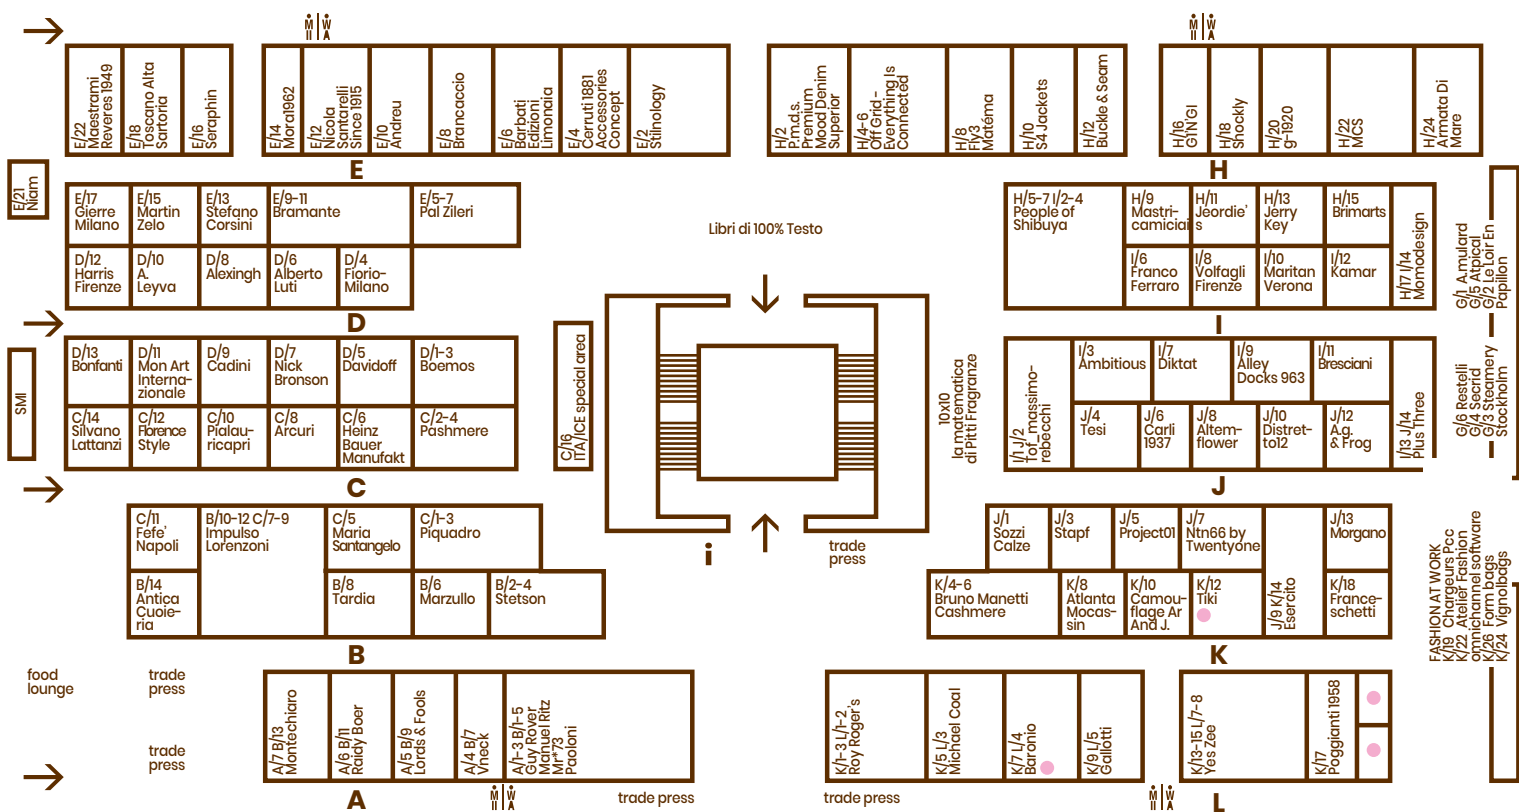 M
II
W
A
M
II
W
A
E/22
Maestrami
Reveres 1949
E/18
Toscano Alta
Sartoria
E/16
Seraphin
E/14
Mora1962
E/12
Nicola
Santarelli
Since 1915
E/10
Andreu
E/8
Brancaccio
E/6
Barbati
Edizioni
Limonaia
E/4
Cerruti 1881
Accessories
Concept
E/2
Stilnology
H/2
P.m.d.s.
Premium
Mood Denim
Superior
H/4-6
Off Grid -
Everything Is
Connected
H/8
Fly3
Matéma
H/10
S4 Jackets
H/12
Buckle & Seam
H/16
G'I'N'GI
H/18
Shockly
H/20
g-1920
H/22
MCS
H/24
Armata Di
Mare
E
H
E/21
Niam
E/17
Gierre
Milano
E/15
Martin
Zelo
E/13
Stefano
Corsini
E/9-11
Bramante
E/5-7
Pal Zileri
D/12
Harris
Firenze
D/10
A.
Leyva
D/8
Alexingh
D/6
Alberto
Luti
D/4
Fiorio-
Milano
Libri di 100% Testo
H/5-7 I/2-4
People of
Shibuya
H/9
Mastri-
camiciai
H/11
Jeordie'
s
H/13
Jerry
Key
H/15
Brimarts
I/6
Franco
Ferraro
I/8
Volfagli
Firenze
I/10
Maritan
Verona
I/12
Kamar
H/17 I/14
Momodesign
G/1 A.mulard
G/5 Atpical
G/2 Le Loir En
Papillon
D
I
SMI
D/13
Bonfanti
D/11
Mon Art
Interna-
zionale
D/9
Cadini
D/7
Nick
Bronson
D/5
Davidoff
D/1-3
Boemos
C/14
Silvano
Lattanzi
C/12
Florence
Style
C/10
Pialau-
ricapri
C/8
Arcuri
C/6
Heinz
Bauer
Manufakt
C/2-4
Pashmere
C/16
ITA/ICE special area
10x10
la matematica
di Pitti Fragranze
I/1 J/2
Tof_massimo-
rebecchi
I/3
Ambitious
I/7
Diktat
I/9
Alley
Docks 963
I/11
Bresciani
J/4
Tesi
J/6
Carli
1937
J/8
Altem-
flower
J/10
Distret-
to12
J/12
A.g.
& Frog
I/13 J/14
Plus Three
G/6 Restelli
G/4 Secrid
G/3 Steamery
Stockholm
C
J
C/11
Fefe'
Napoli
B/10-12 C/7-9
Impulso
Lorenzoni
C/5
Maria
Santangelo
C/1-3
Piquadro
B/14
Antica
Cuoie-
ria
B/8
Tardia
B/6
Marzullo
B/2-4
Stetson
i
trade
press
J/1
Sozzi
Calze
J/3
Stapf
J/5
Project01
J/7
Ntn66 by
Twentyone
J/9 K/14
Esercito
J/13
Morgano
K/4-6
Bruno Manetti
Cashmere
K/8
Atlanta
Mocas-
sin
K/10
Camou-
flage Ar
And J.
K/12
Tiki
K/18
France-
schetti
FASHION AT WORK
K/19 Chargeurs Pcc
K/22 Atelier Fashion
omnichannel software
K/26 Form bags
K/24 Vignolbags
B
K
food
lounge
trade
press
trade
press
A/7 B/13
Montechiaro
A/6 B/11
Raidy Boer
A/5 B/9
Lords & Fools
A/4 B/7
Vneck
A/1-3 B/1-5
Guy Rover
Manuel Ritz
Mr*73
Paoloni
K/1-3 L/1-2
Roy Roger's
K/5 L/3
Michael Coal
K/7 L/4
Baronio
K/9 L/5
Gallotti
K/13-15 L/7-8
Yes Zee
K/17
Poggianti 1958
A
M
II
W
A
trade press
trade press
M
II
W
A
L